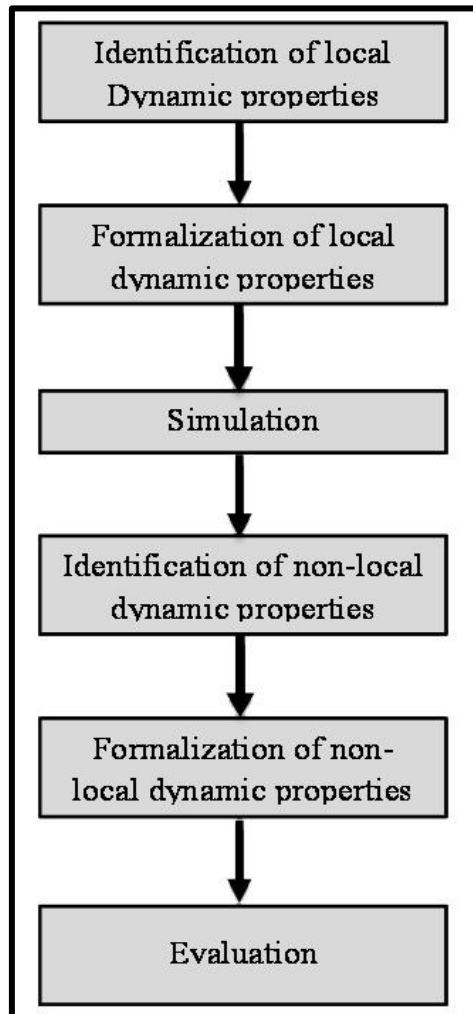 Identification of local
Dynamic properties
Formalization of local
dynamic properties
Simulation
Identification of non-local
dynamic properties
Formalization of non-
local dynamic properties
Evaluation